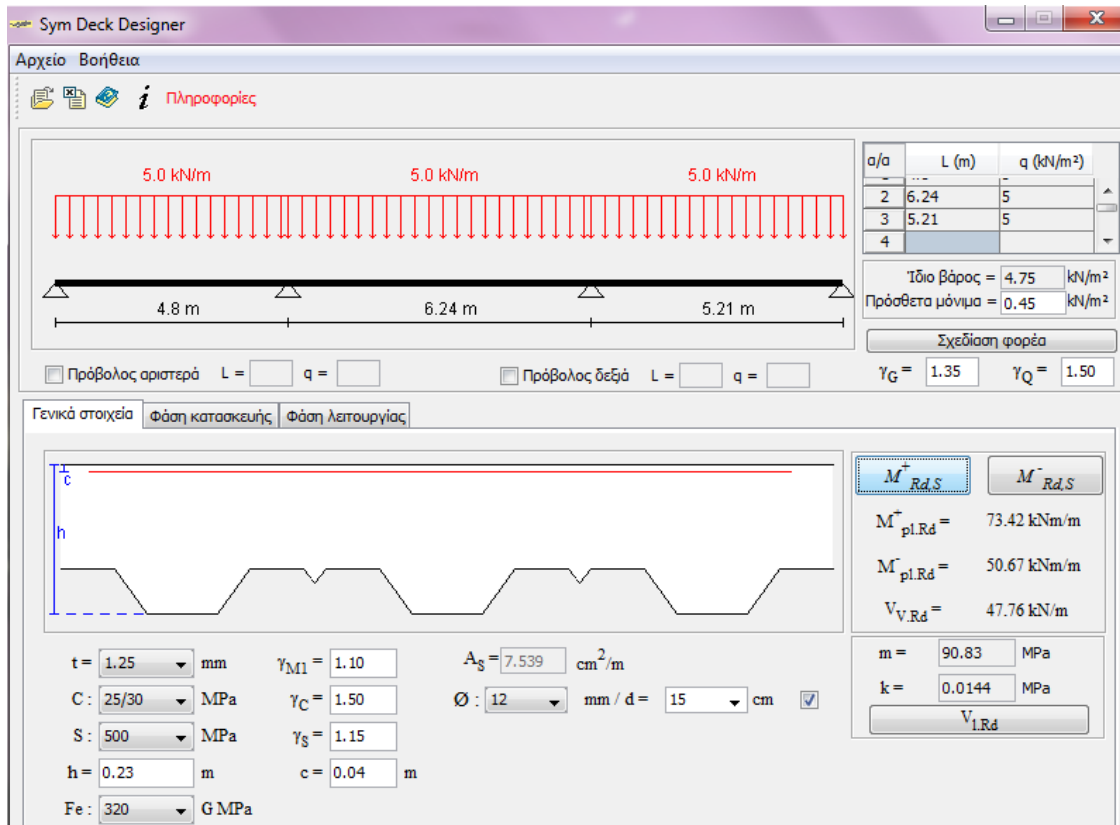 Sym Deck Designer
Αρχείο Βοήθεια
i Πληροφορίες
5.0 kN/m 5.0 kN/m 5.0 kN/m
4.8 m 6.24 m 5.21 m
α/α L (m) q (kN/m²)
2 6.24 5
3 5.21 5
4
Ίδιο βάρος = 4.75 kN/m²
Πρόσθετα μόνιμα = 0.45 kN/m²
Σχεδίαση φορέα
Πρόβολος αριστερά L = q =
Πρόβολος δεξιά L = q =
γG = 1.35 γQ = 1.50
Γενικά στοιχεία Φάση κατασκευής Φάση λειτουργίας
c
h
M⁺Rd,S M⁻Rd,S
M⁺pl.Rd = 73.42 kNm/m
M⁻pl.Rd = 50.67 kNm/m
VV.Rd = 47.76 kN/m
t = 1.25 mm γM1 = 1.10 AS = 7.539 cm²/m
C : 25/30 MPa γC = 1.50 Ø : 12 mm / d = 15 cm
S : 500 MPa γS = 1.15
h = 0.23 m c = 0.04 m
Fe : 320 G MPa
m = 90.83 MPa
k = 0.0144 MPa
Vl.Rd